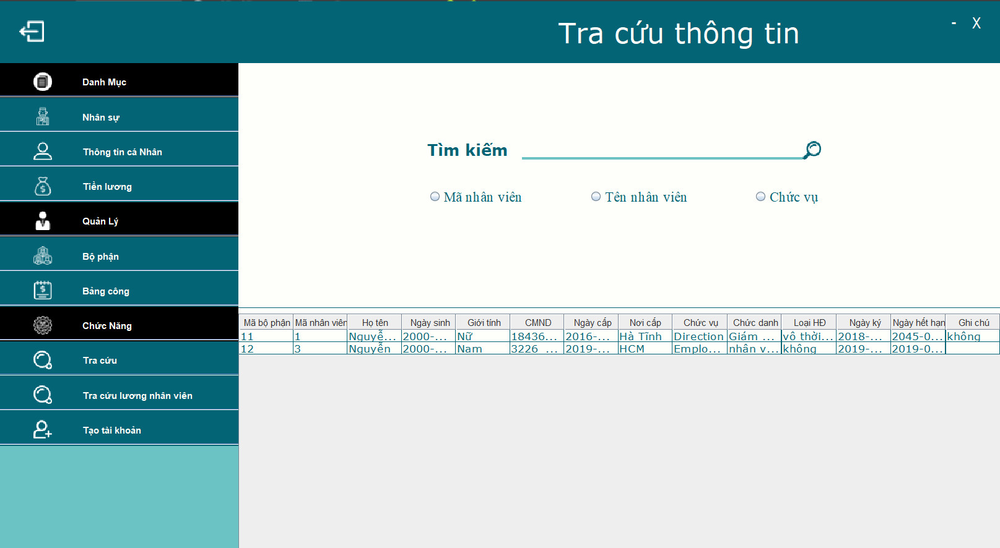 Tra cứu thông tin
- X
Danh Mục
Nhân sự
Thông tin cá Nhân
Tiền lương
Quản Lý
Bộ phận
Bảng công
Chức Năng
Tra cứu
Tra cứu lương nhân viên
Tạo tài khoản
Tìm kiếm
Mã nhân viên Tên nhân viên Chức vụ
Mã bộ phận Mã nhân viên Họ tên Ngày sinh Giới tính CMND Ngày cấp Nơi cấp Chức vụ Chức danh Loại HĐ Ngày ký Ngày hết hạn Ghi chú
11 1 Nguyễ... 2000-... Nữ 18436... 2016-... Hà Tĩnh Direction Giám ... vô thời... 2018-... 2045-0... không
12 3 Nguyễn 2000-... Nam 3226 ... 2019-... HCM Emplo... nhân v... không 2019-... 2019-0...